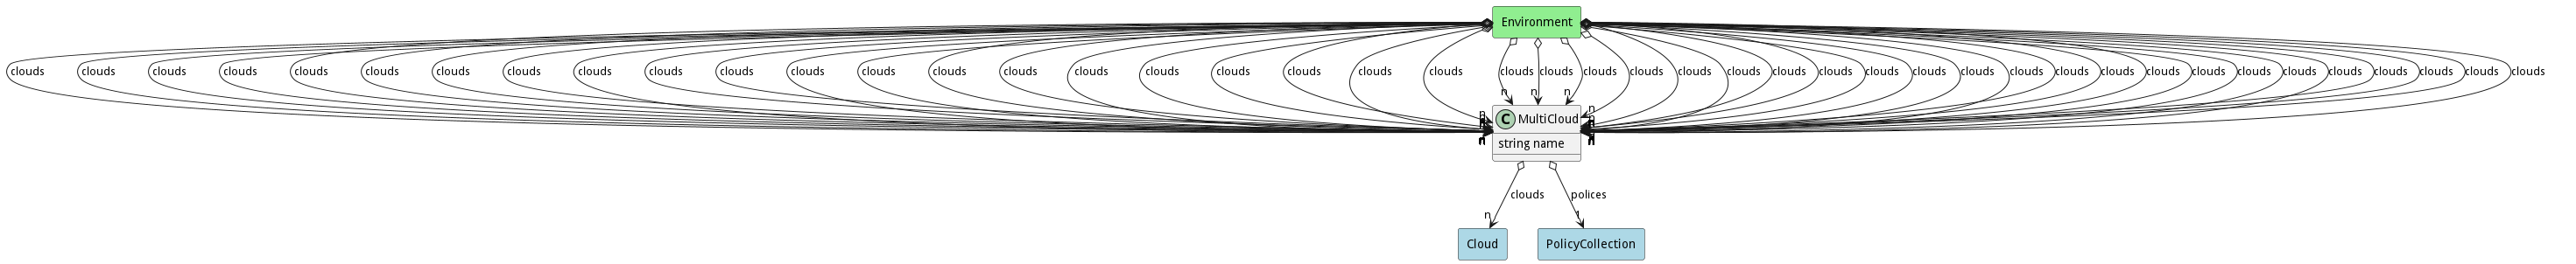 Environment
clouds clouds clouds clouds clouds clouds clouds clouds clouds clouds clouds clouds clouds clouds clouds clouds clouds clouds clouds clouds clouds clouds clouds clouds clouds clouds clouds clouds clouds clouds clouds clouds clouds clouds clouds clouds clouds clouds clouds clouds clouds clouds clouds clouds
n n n
n
C MultiCloud
string name
clouds polices
n 1
Cloud PolicyCollection